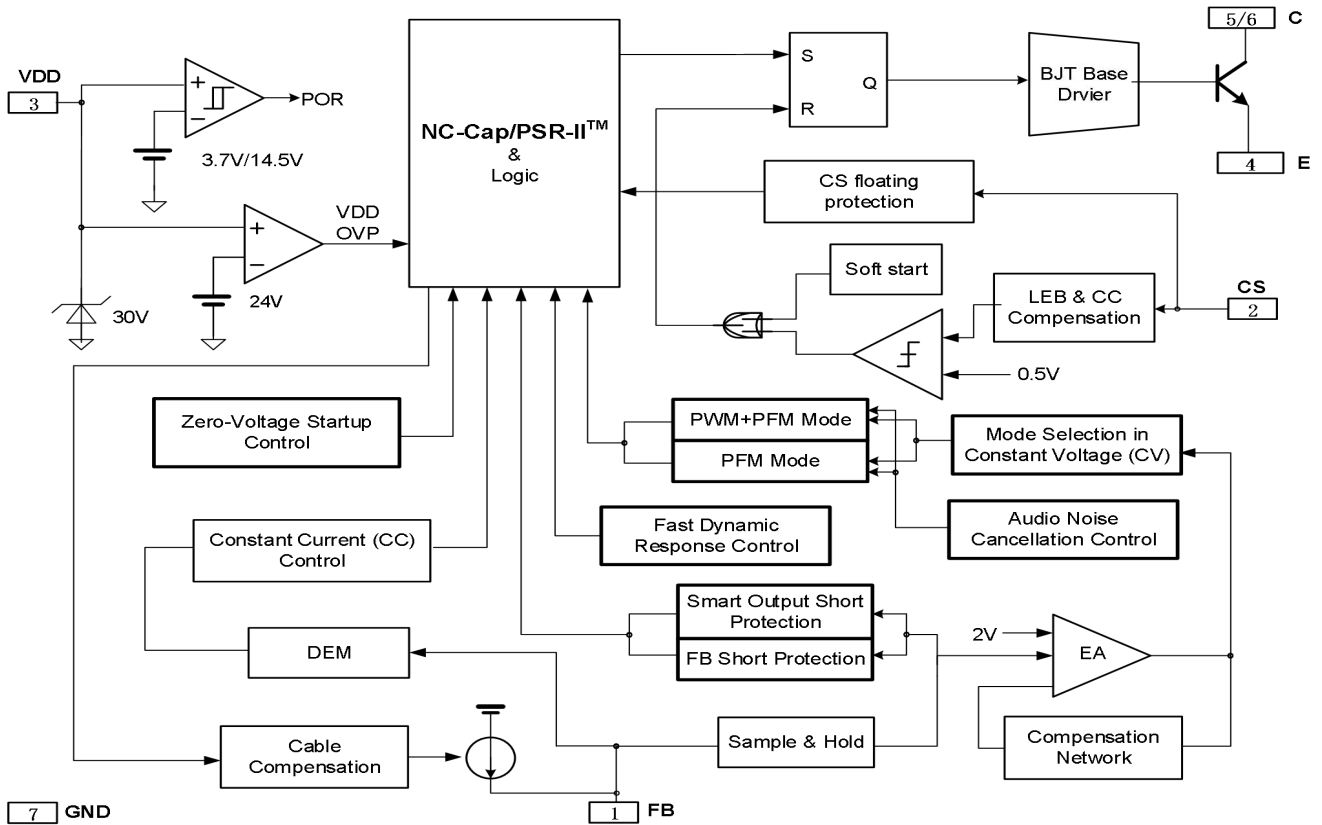 5/6 C
VDD
3
POR
3.7V/14.5V
NC-Cap/PSR-II™
&
Logic
S
R
Q
BJT Base
Drvier
4 E
CS floating
protection
VDD
OVP
24V
30V
Soft start
LEB & CC
Compensation
CS
2
0.5V
Zero-Voltage Startup
Control
PWM+PFM Mode
PFM Mode
Mode Selection in
Constant Voltage (CV)
Audio Noise
Cancellation Control
Fast Dynamic
Response Control
Constant Current (CC)
Control
Smart Output Short
Protection
FB Short Protection
DEM
2V
EA
Cable
Compensation
Sample & Hold
Compensation
Network
7 GND
1 FB